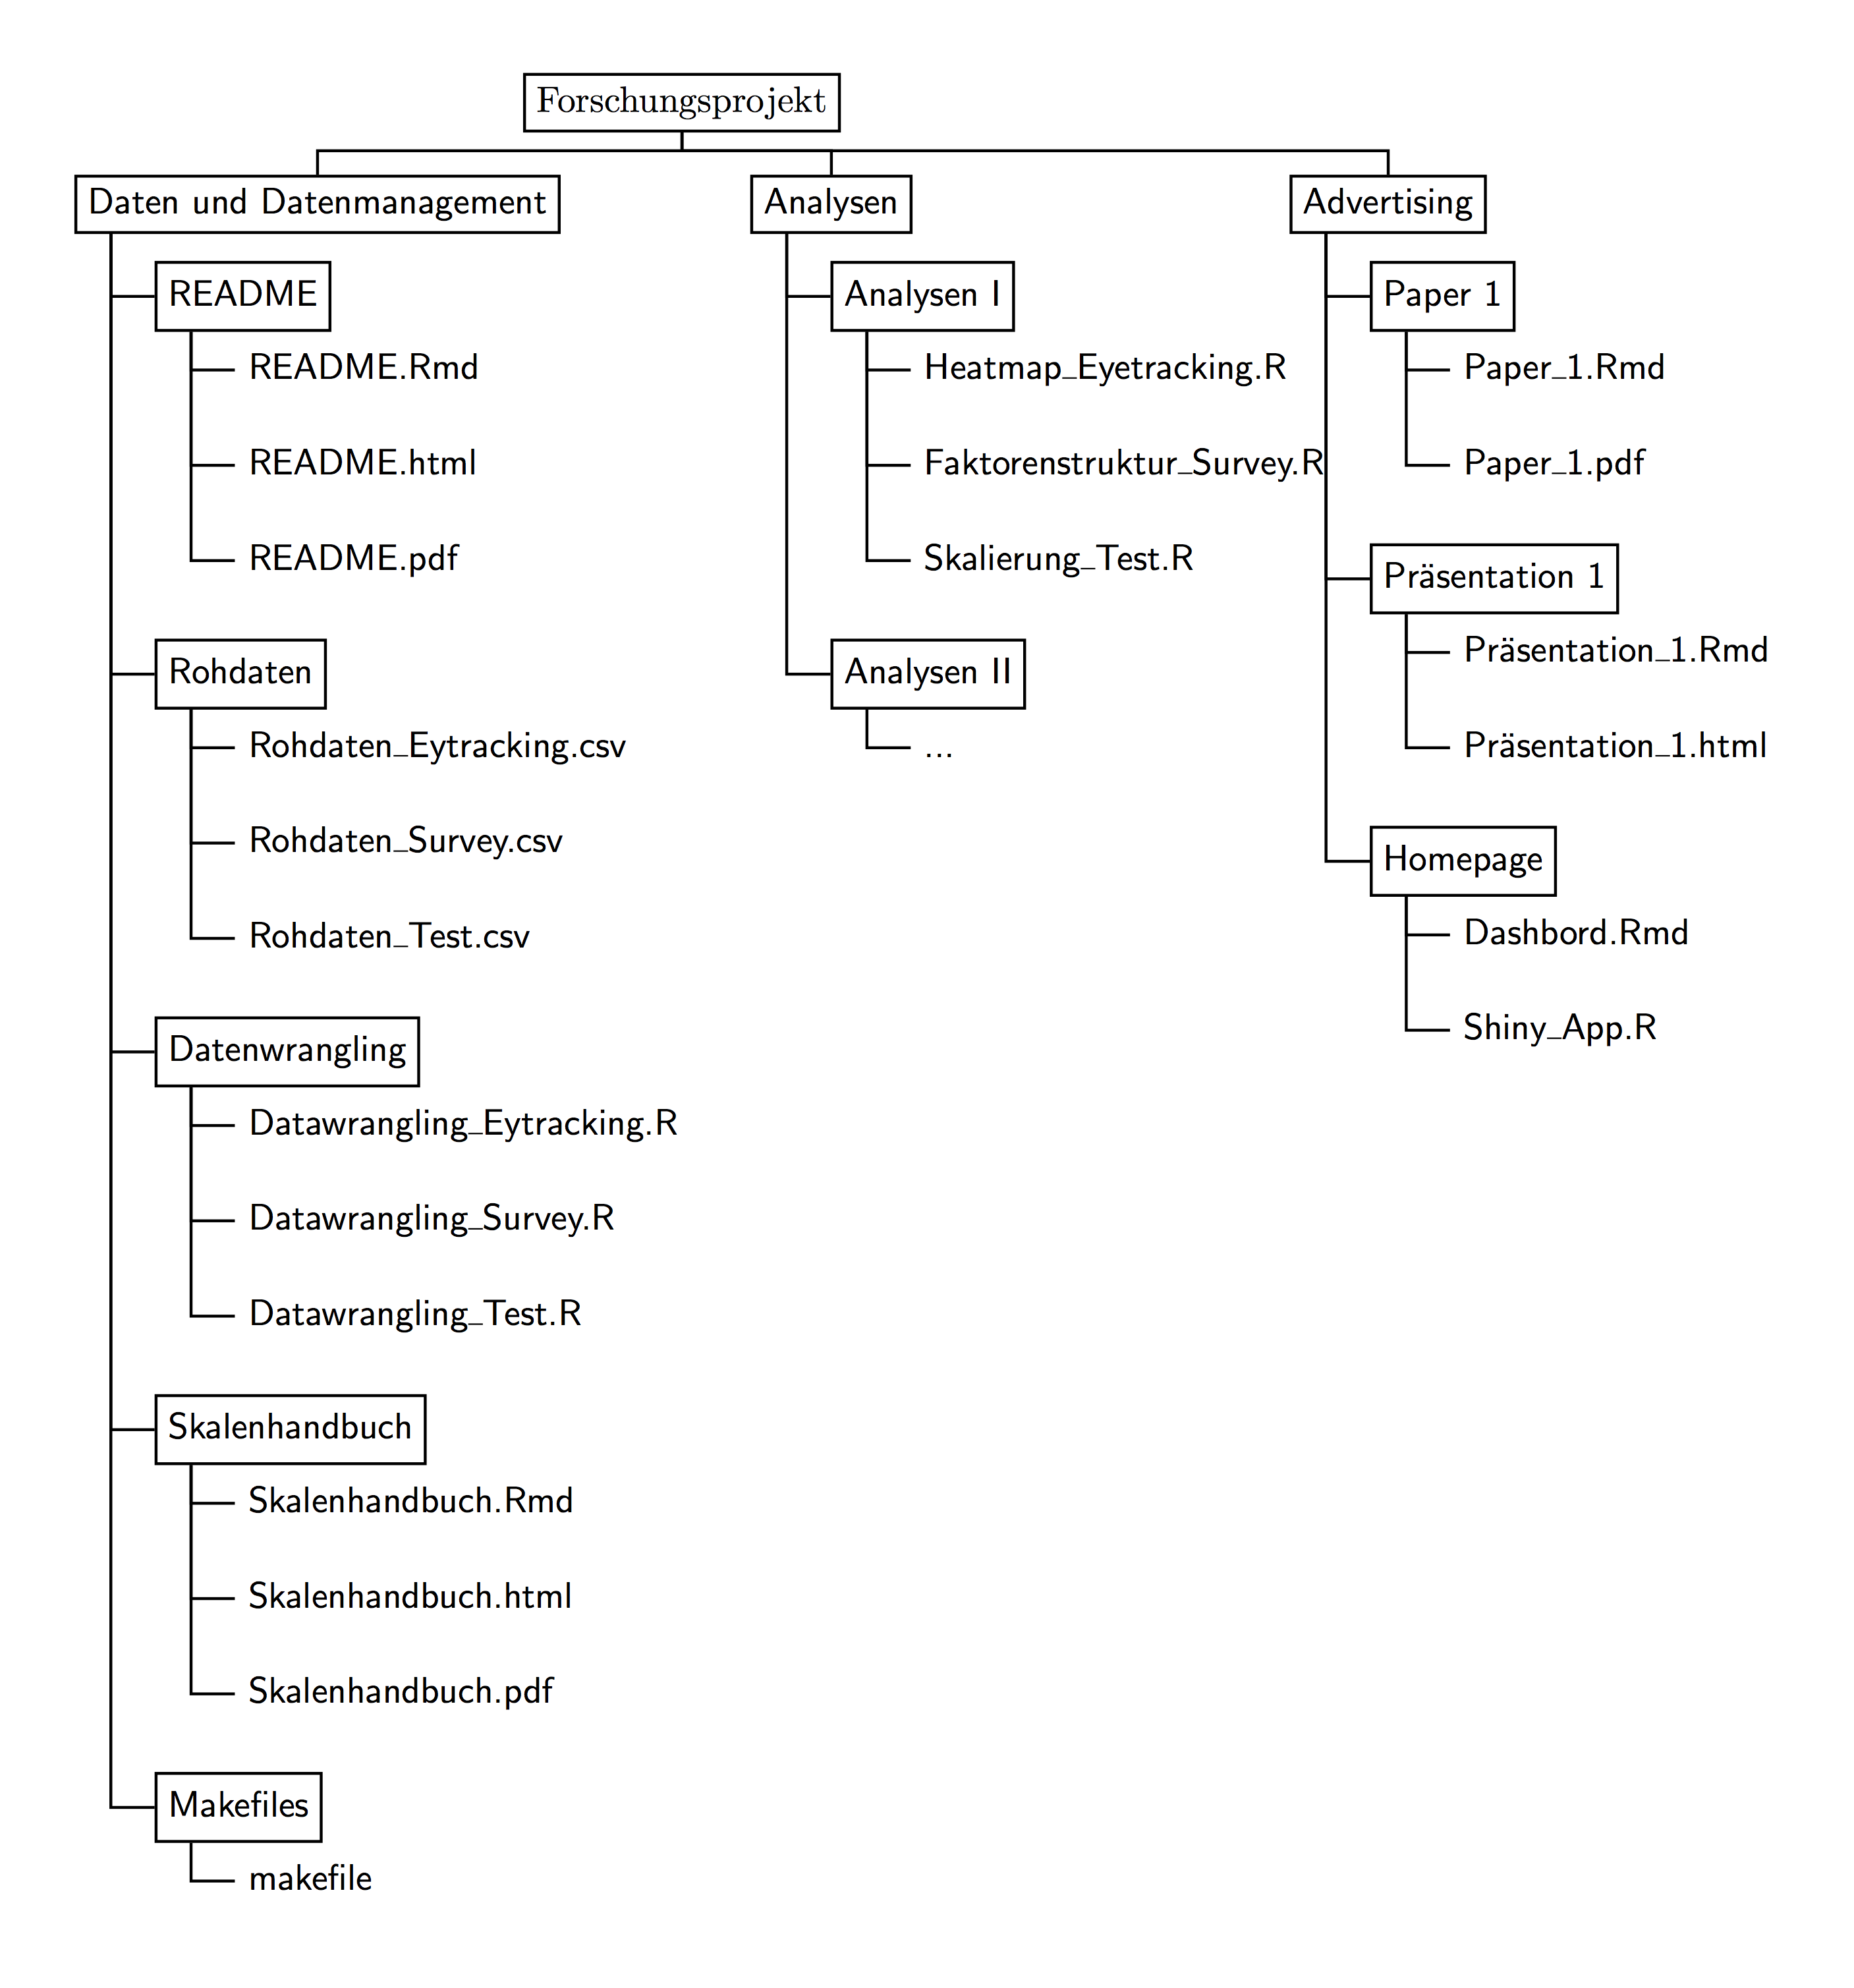 Forschungsprojekt
Daten und Datenmanagement
README
README.Rmd
README.html
README.pdf
Rohdaten
Rohdaten_Eytracking.csv
Rohdaten_Survey.csv
Rohdaten_Test.csv
Datenwrangling
Datawrangling_Eytracking.R
Datawrangling_Survey.R
Datawrangling_Test.R
Skalenhandbuch
Skalenhandbuch.Rmd
Skalenhandbuch.html
Skalenhandbuch.pdf
Makefiles
makefile
Analysen
Analysen I
Heatmap_Eyetracking.R
Faktorenstruktur_Survey.R
Skalierung_Test.R
Analysen II
...
Advertising
Paper 1
Paper_1.Rmd
Paper_1.pdf
Präsentation 1
Präsentation_1.Rmd
Präsentation_1.html
Homepage
Dashbord.Rmd
Shiny_App.R